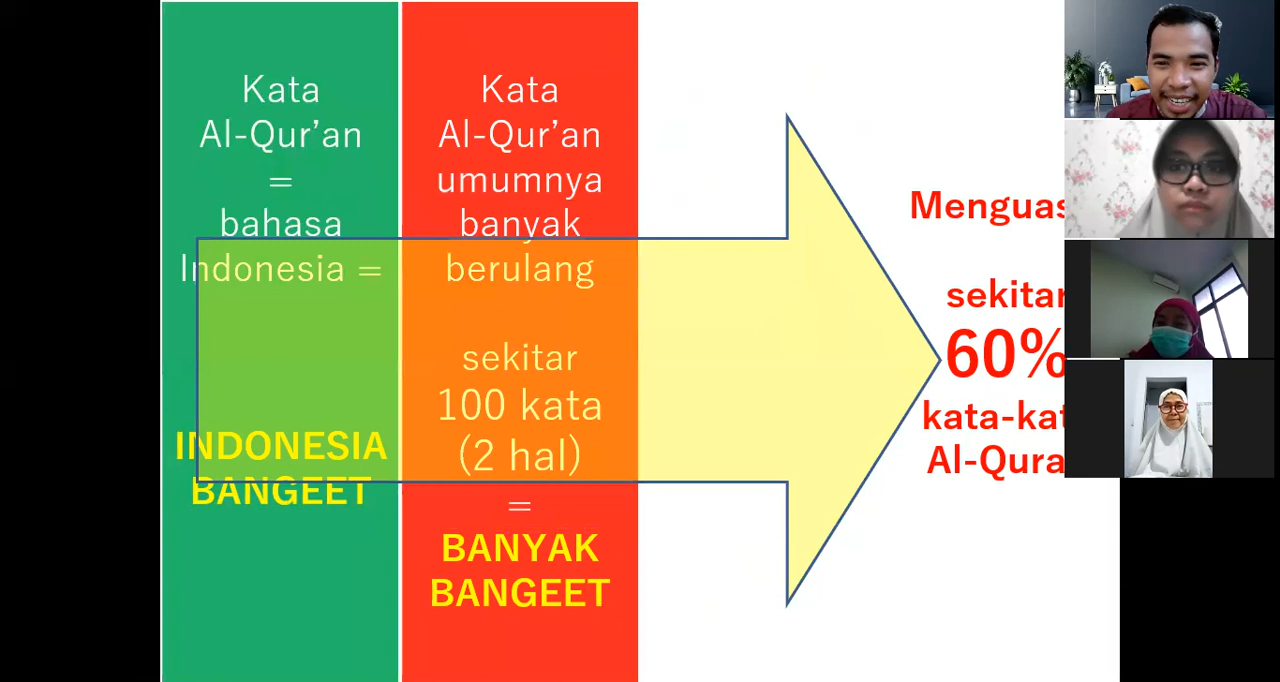 Kata
Al-Qur’an
=
bahasa
Indonesia =
INDONESIA
BANGEET
Kata
Al-Qur’an
umumnya
banyak
berulang
sekitar
100 kata
(2 hal)
=
BANYAK
BANGEET
Menguas
sekitar
60%
kata-kat
Al-Qura